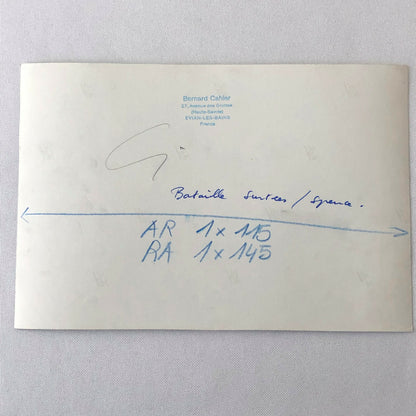 Bernard Cahier
27, Avenue des Grottes
(Haute-Savoie)
EVIAN-LES-BAINS
France
Bataille Surtees / Spence.
AR 1 x 115
RA 1 x 145